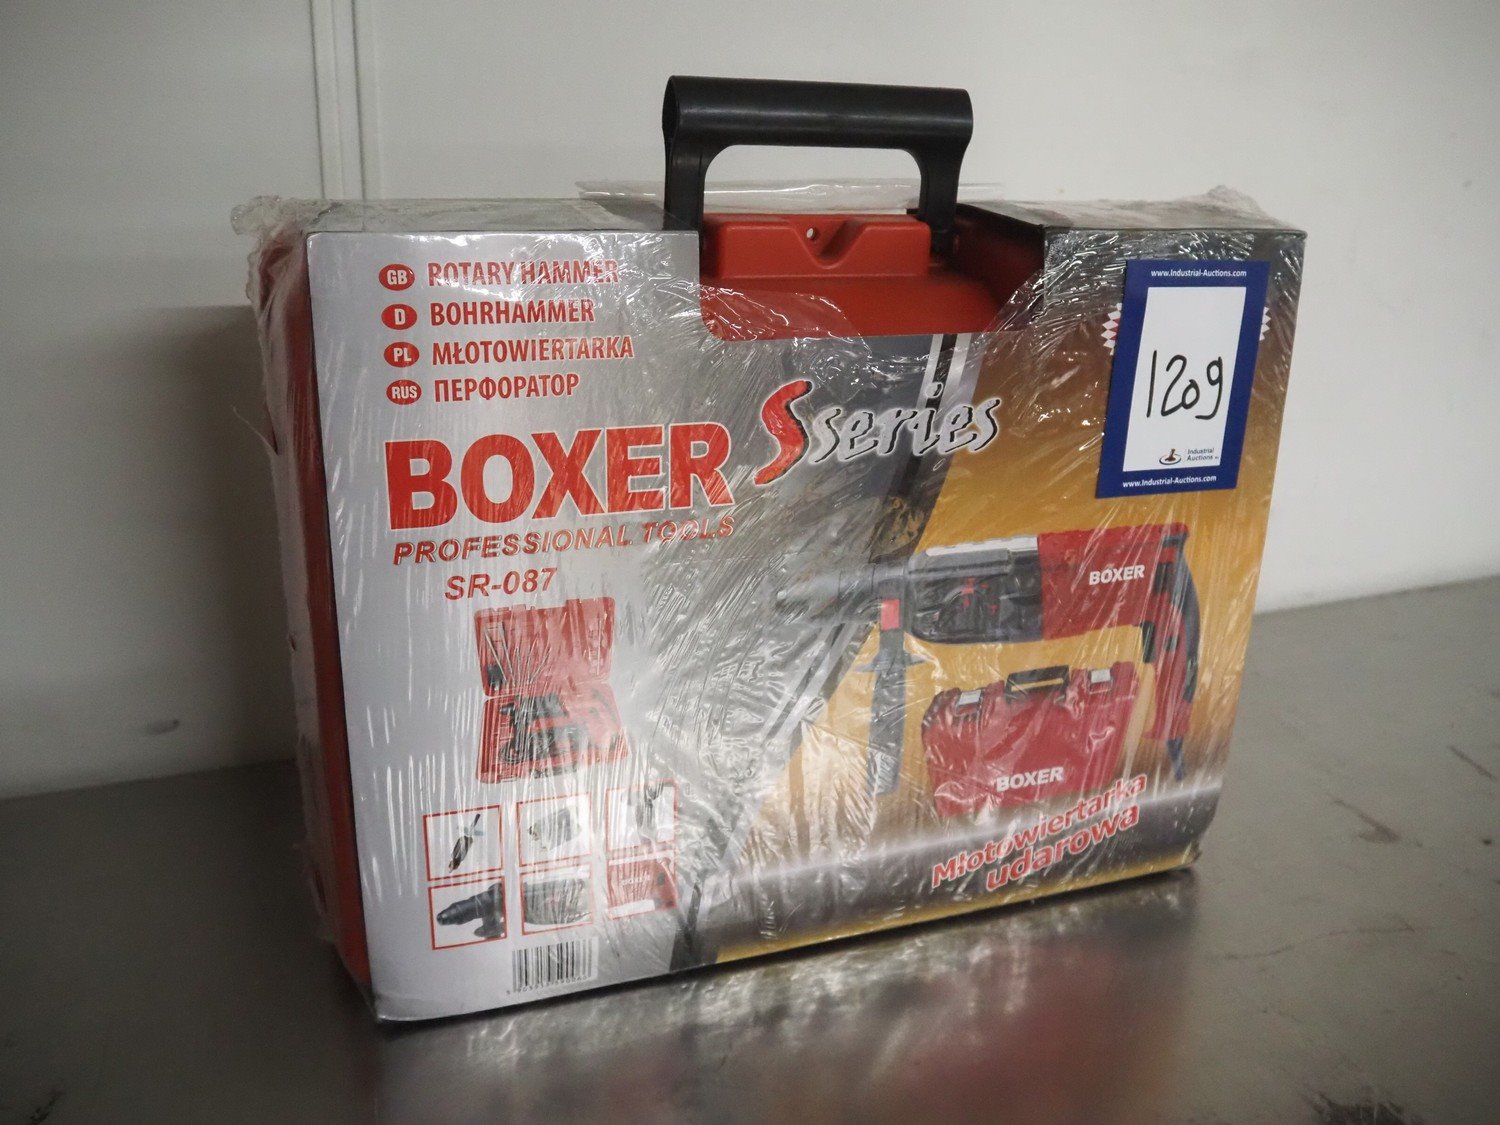 GB ROTARY HAMMER
D BOHRHAMMER
PL MŁOTOWIERTARKA
RUS ПЕРФОРАТОР
BOXER
Sseries
PROFESSIONAL TOOLS
SR-087
www.Industrial-Auctions.com
1209
Industrial
Auctions
www.Industrial-Auctions.com
BOXER
BOXER
Młotowiertarka
udarowa